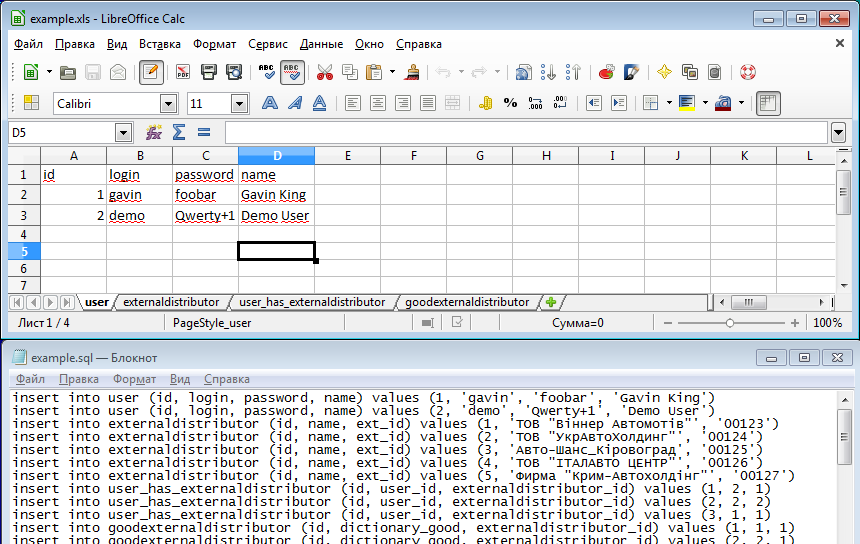 example.xls - LibreOffice Calc
Файл Правка Вид Вставка Формат Сервис Данные Окно Справка
Calibri 11
D5
A B C D E F G H I J K L
1 id login password name
2 1 gavin foobar Gavin King
3 2 demo Qwerty+1 Demo User
4
5
6
7
user externaldistributor user_has_externaldistributor goodexternaldistributor
Лист 1 / 4 PageStyle_user Сумма=0 100%
example.sql — Блокнот
Файл Правка Формат Вид Справка
insert into user (id, login, password, name) values (1, 'gavin', 'foobar', 'Gavin King')
insert into user (id, login, password, name) values (2, 'demo', 'Qwerty+1', 'Demo User')
insert into externaldistributor (id, name, ext_id) values (1, 'ТОВ "Віннер Автомотів"', '00123')
insert into externaldistributor (id, name, ext_id) values (2, 'ТОВ "УкрАвтоХолдинг"', '00124')
insert into externaldistributor (id, name, ext_id) values (3, 'Авто-Шанс_Кіровоград', '00125')
insert into externaldistributor (id, name, ext_id) values (4, 'ТОВ "ІТАЛАВТО ЦЕНТР"', '00126')
insert into externaldistributor (id, name, ext_id) values (5, 'Фирма "Крим-Автохолдінг"', '00127')
insert into user_has_externaldistributor (id, user_id, externaldistributor_id) values (1, 2, 1)
insert into user_has_externaldistributor (id, user_id, externaldistributor_id) values (2, 2, 2)
insert into user_has_externaldistributor (id, user_id, externaldistributor_id) values (3, 1, 1)
insert into goodexternaldistributor (id, dictionary_good, externaldistributor_id) values (1, 1, 1)
insert into goodexternaldistributor (id, dictionary_good, externaldistributor_id) values (2, 2, 1)